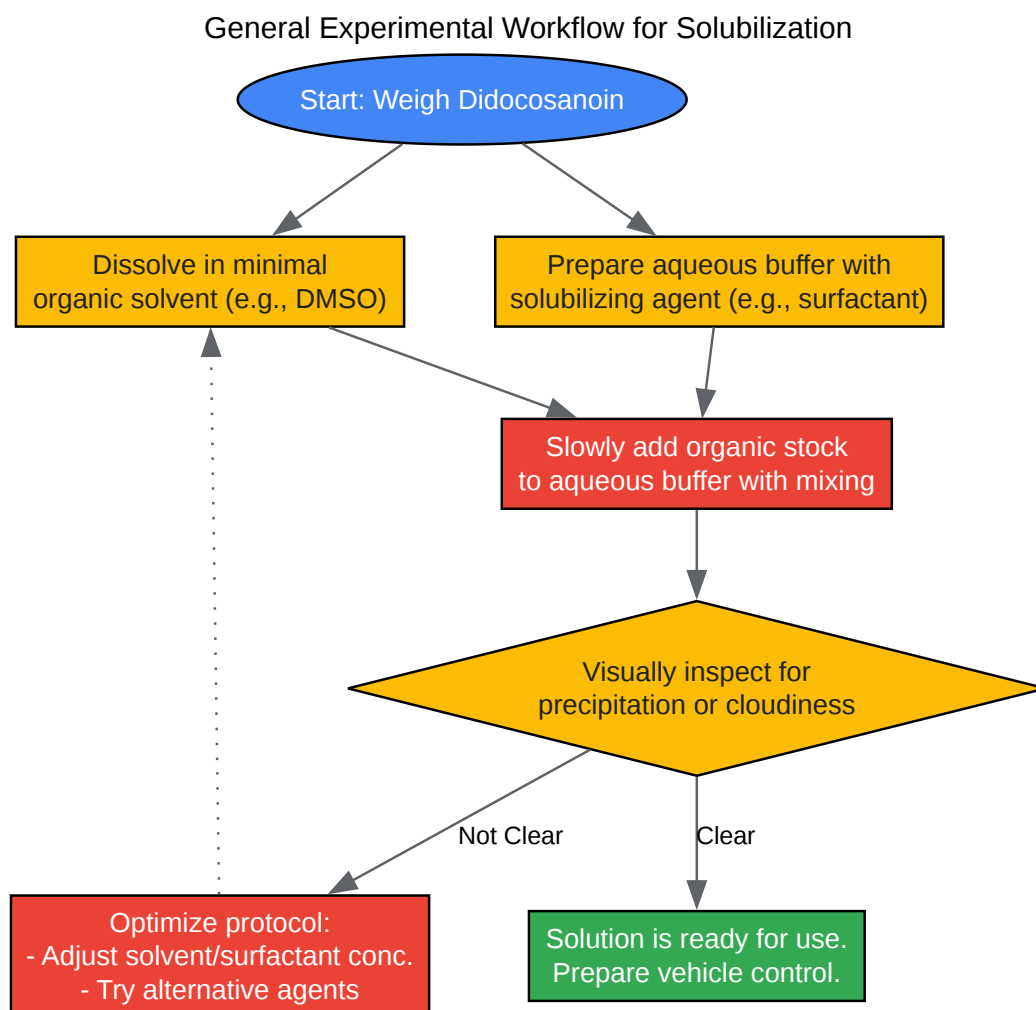 General Experimental Workflow for Solubilization
Start: Weigh Didocosanoin
Dissolve in minimal
organic solvent (e.g., DMSO)
Prepare aqueous buffer with
solubilizing agent (e.g., surfactant)
Slowly add organic stock
to aqueous buffer with mixing
Visually inspect for
precipitation or cloudiness
Not Clear
Clear
Optimize protocol:
- Adjust solvent/surfactant conc.
- Try alternative agents
Solution is ready for use.
Prepare vehicle control.